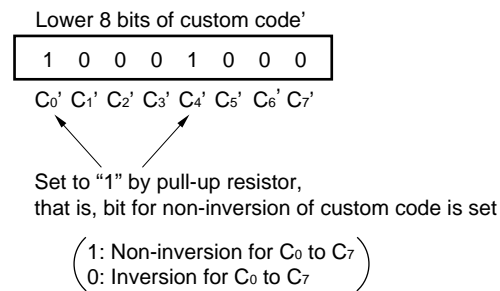 Lower 8 bits of custom code'
1 0 0 0 1 0 0 0
C0' C1' C2' C3' C4' C5' C6' C7'
Set to “1” by pull-up resistor,
that is, bit for non-inversion of custom code is set
1: Non-inversion for C0 to C7
0: Inversion for C0 to C7